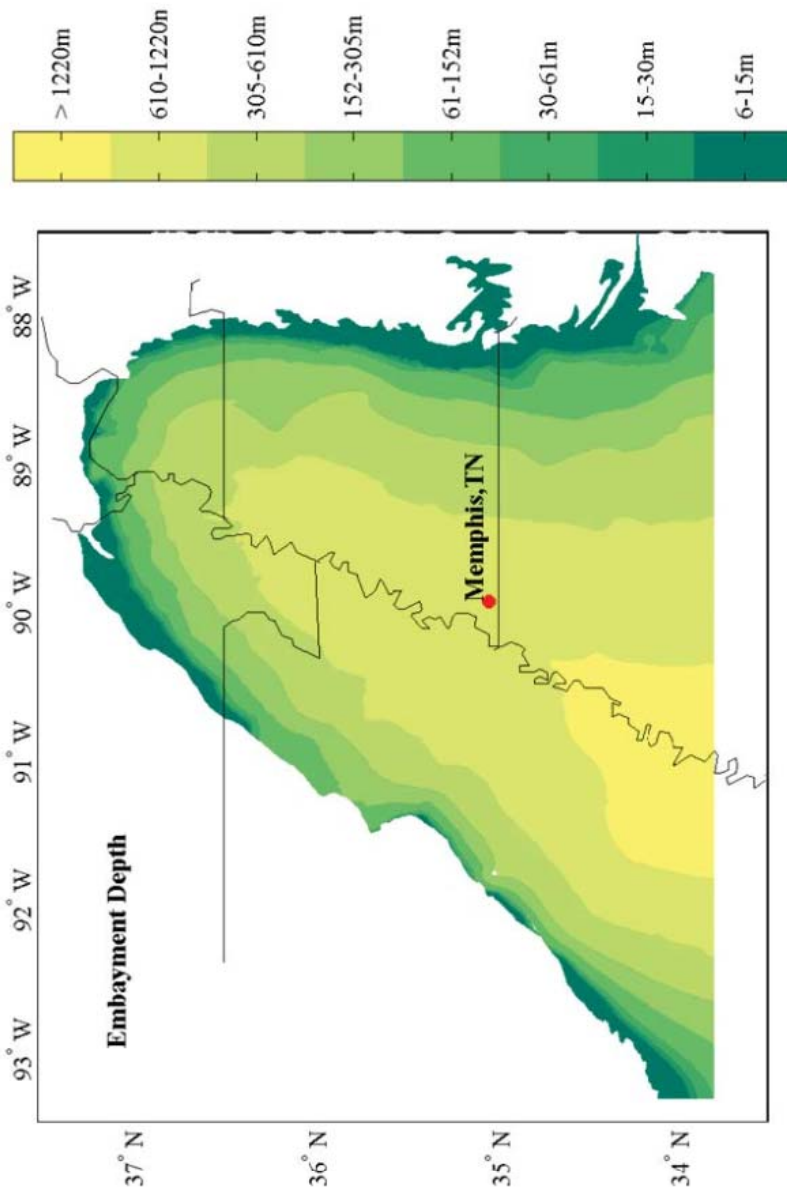 Embayment Depth
93° W
92° W
91° W
90° W
89° W
88° W
37° N
36° N
35° N
34° N
Memphis,TN
> 1220m
610-1220n
305-610m
152-305m
61-152m
30-61m
15-30m
6-15m